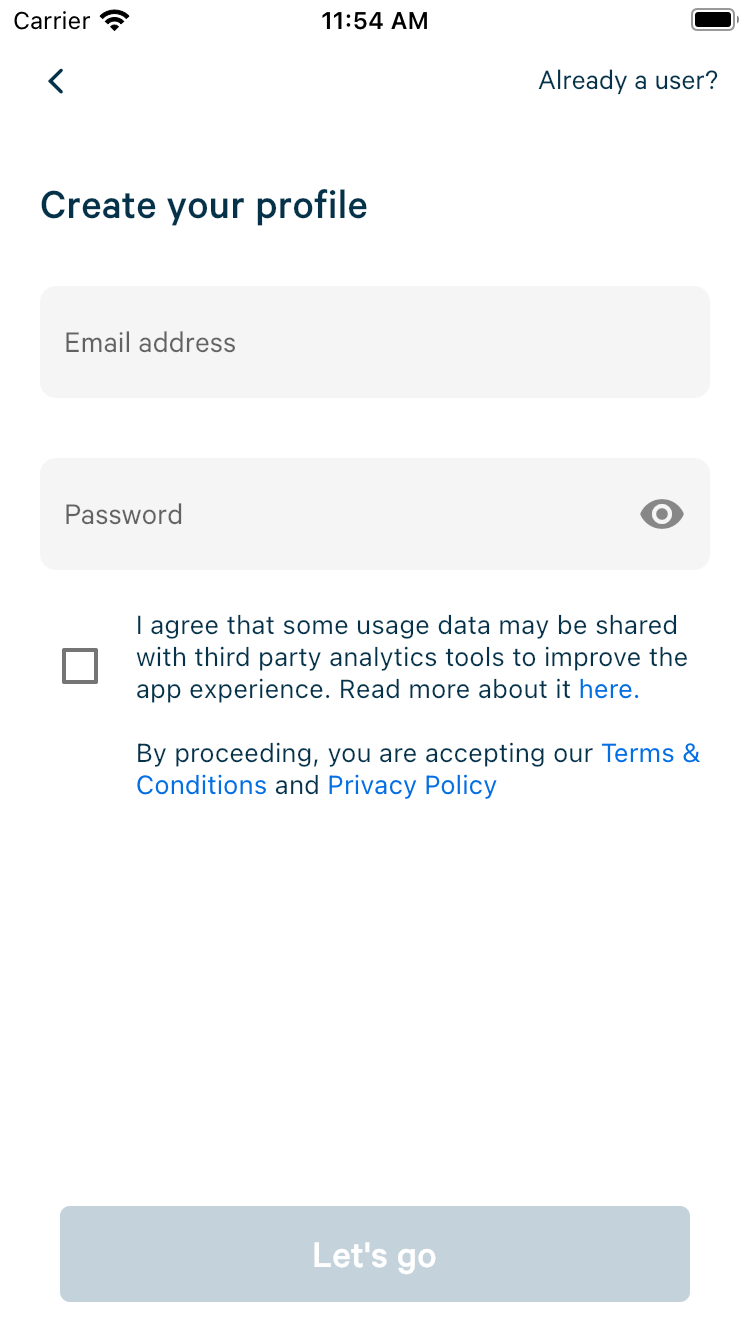 Carrier
11:54 AM
Already a user?
Create your profile
Email address
Password
I agree that some usage data may be shared
with third party analytics tools to improve the
app experience. Read more about it here.
By proceeding, you are accepting our Terms &
Conditions and Privacy Policy
Let's go